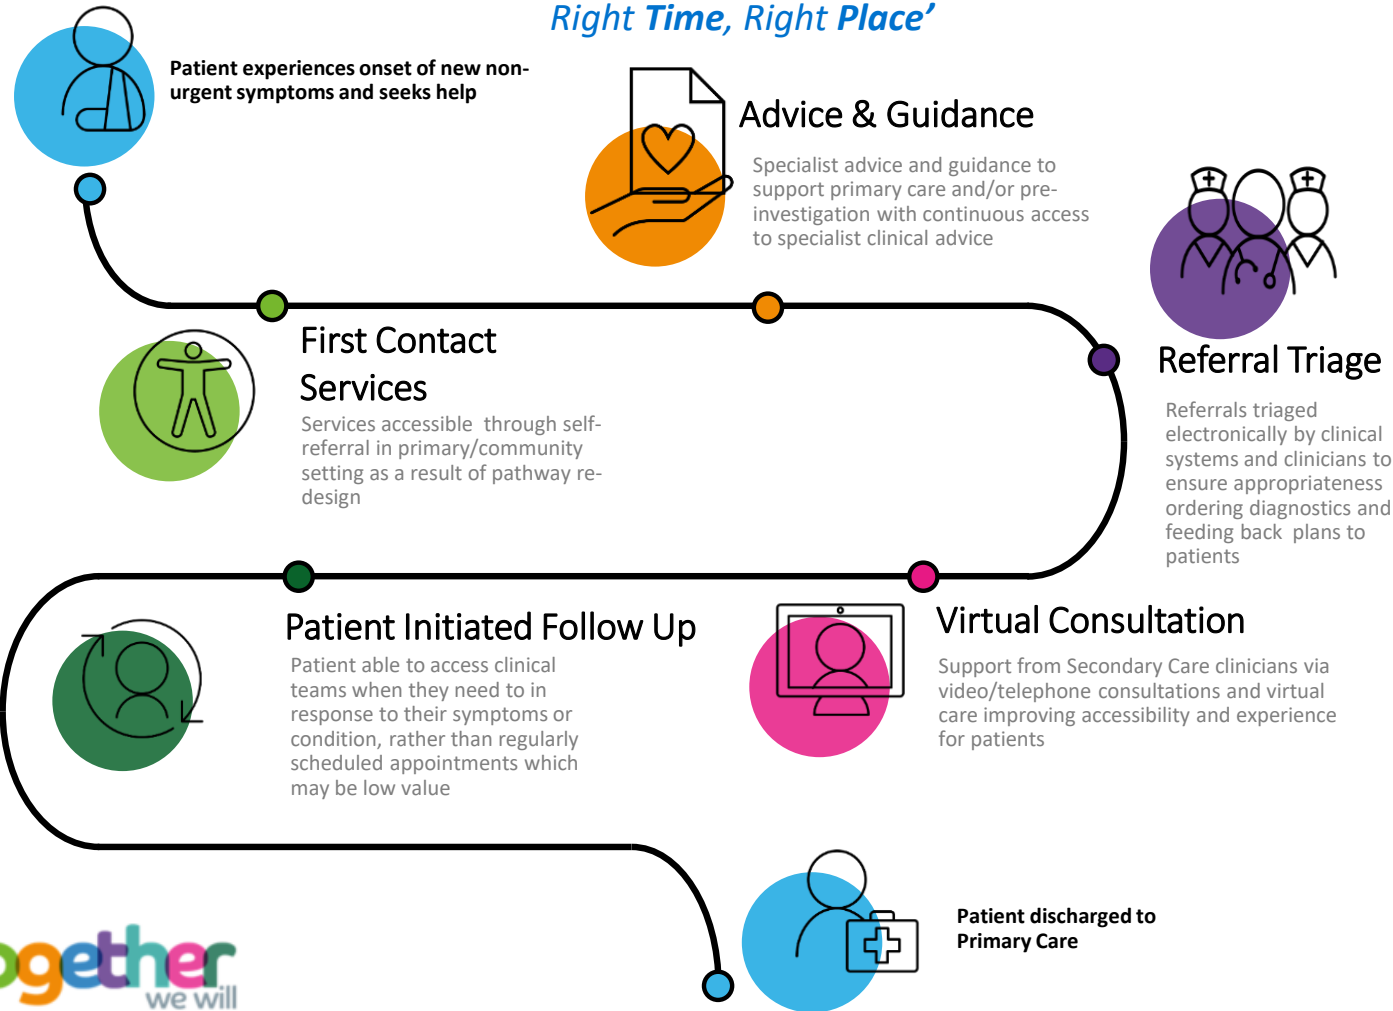 Right Time, Right Place’
Patient experiences onset of new non-
urgent symptoms and seeks help
Advice & Guidance
Specialist advice and guidance to
support primary care and/or pre-
investigation with continuous access
to specialist clinical advice
First Contact
Services
Services accessible  through self-
referral in primary/community
setting as a result of pathway re-
design
Referral Triage
Referrals triaged
electronically by clinical
systems and clinicians to
ensure appropriateness
ordering diagnostics and
feeding back  plans to
patients
Virtual Consultation
Support from Secondary Care clinicians via
video/telephone consultations and virtual
care improving accessibility and experience
for patients
Patient Initiated Follow Up
Patient able to access clinical
teams when they need to in
response to their symptoms or
condition, rather than regularly
scheduled appointments which
may be low value
Patient discharged to
Primary Care
ogether
we will